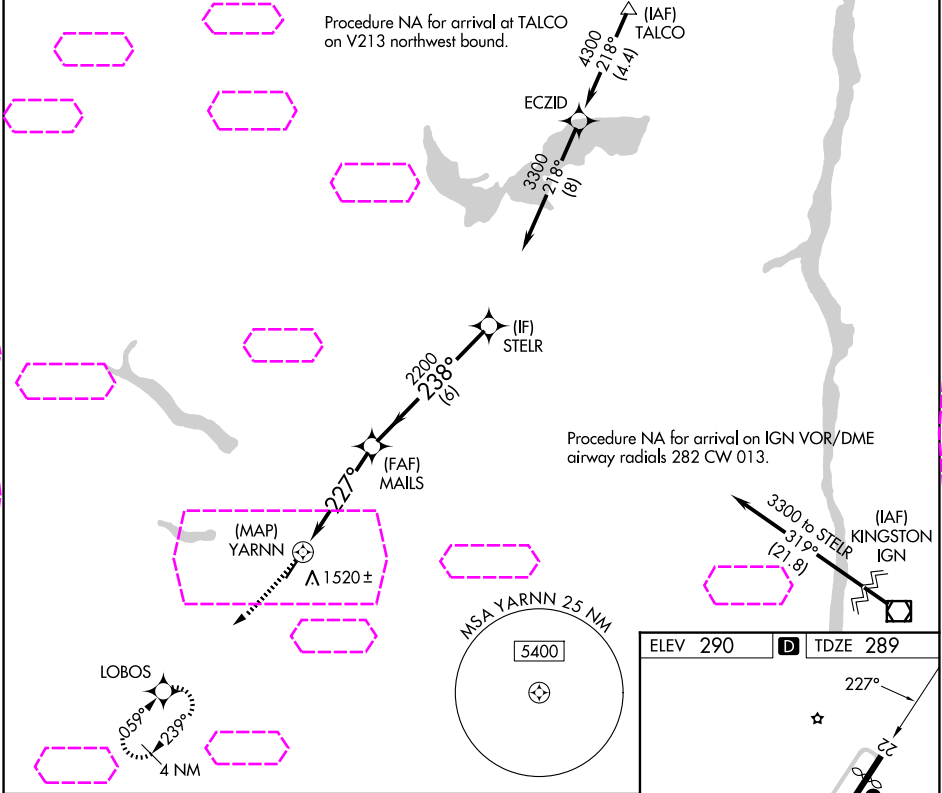 Procedure NA for arrival at TALCO
on V213 northwest bound.
(IAF)
TALCO
4300
218°
(4.4)
ECZID
3300
218°
(8)
(IF)
STELR
2200
238°
(6)
(FAF)
MAILS
227°
(MAP)
YARNN
1520±
Procedure NA for arrival on IGN VOR/DME
airway radials 282 CW 013.
3300 to STELR
319°
(21.8)
(IAF)
KINGSTON
IGN
MSA YARNN 25 NM
5400
LOBOS
059°
239°
4 NM
ELEV 290 D TDZE 289
227°
22